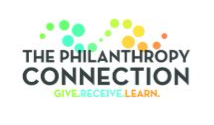 THE PHILANTHROPY
CONNECTION
GIVE.RECEIVE.LEARN.